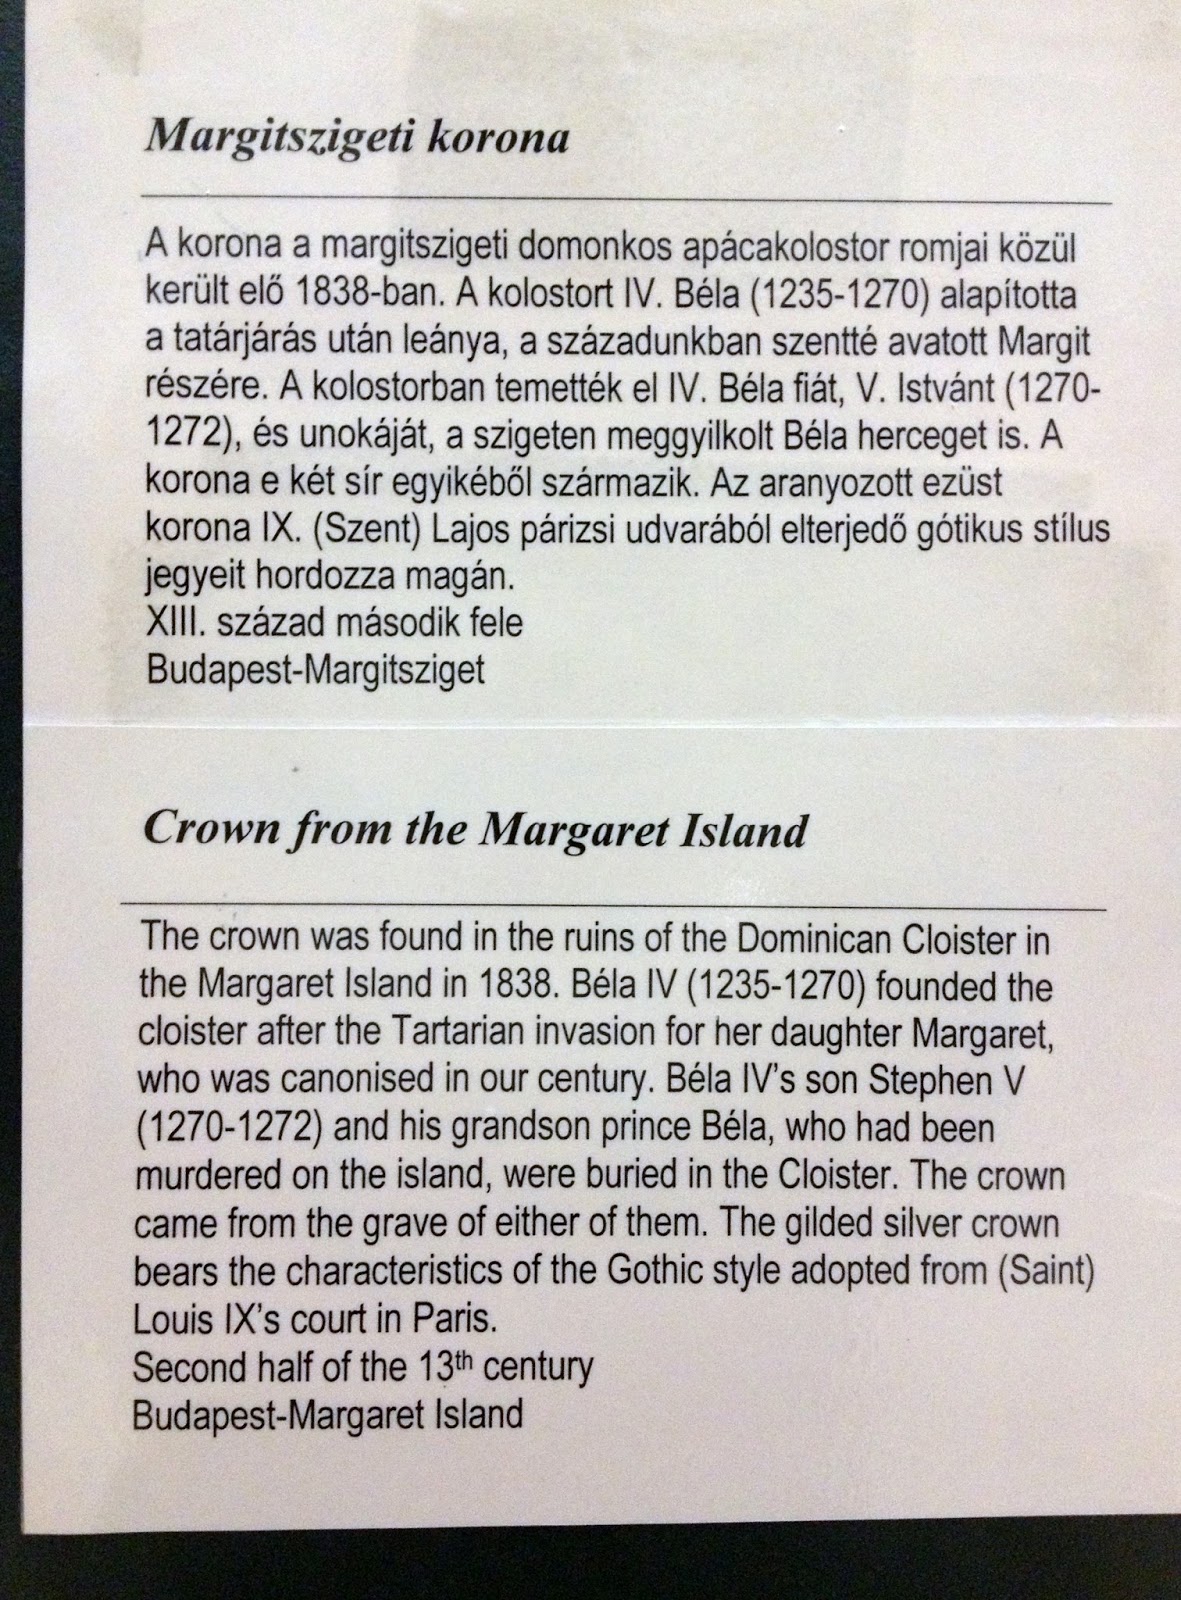 Margitszigeti korona
A korona a margitszigeti domonkos apácakolostor romjai közül
került elő 1838-ban. A kolostort IV. Béla (1235-1270) alapította
a tatárjárás után leánya, a századunkban szentté avatott Margit
részére. A kolostorban temették el IV. Béla fiát, V. Istvánt (1270-
1272), és unokáját, a szigeten meggyilkolt Béla herceget is. A
korona e két sír egyikéből származik. Az aranyozott ezüst
korona IX. (Szent) Lajos párizsi udvarából elterjedő gótikus stílus
jegyeit hordozza magán.
XIII. század második fele
Budapest-Margitsziget
Crown from the Margaret Island
The crown was found in the ruins of the Dominican Cloister in
the Margaret Island in 1838. Béla IV (1235-1270) founded the
cloister after the Tartarian invasion for her daughter Margaret,
who was canonised in our century. Béla IV's son Stephen V
(1270-1272) and his grandson prince Béla, who had been
murdered on the island, were buried in the Cloister. The crown
came from the grave of either of them. The gilded silver crown
bears the characteristics of the Gothic style adopted from (Saint)
Louis IX's court in Paris.
Second half of the 13th century
Budapest-Margaret Island